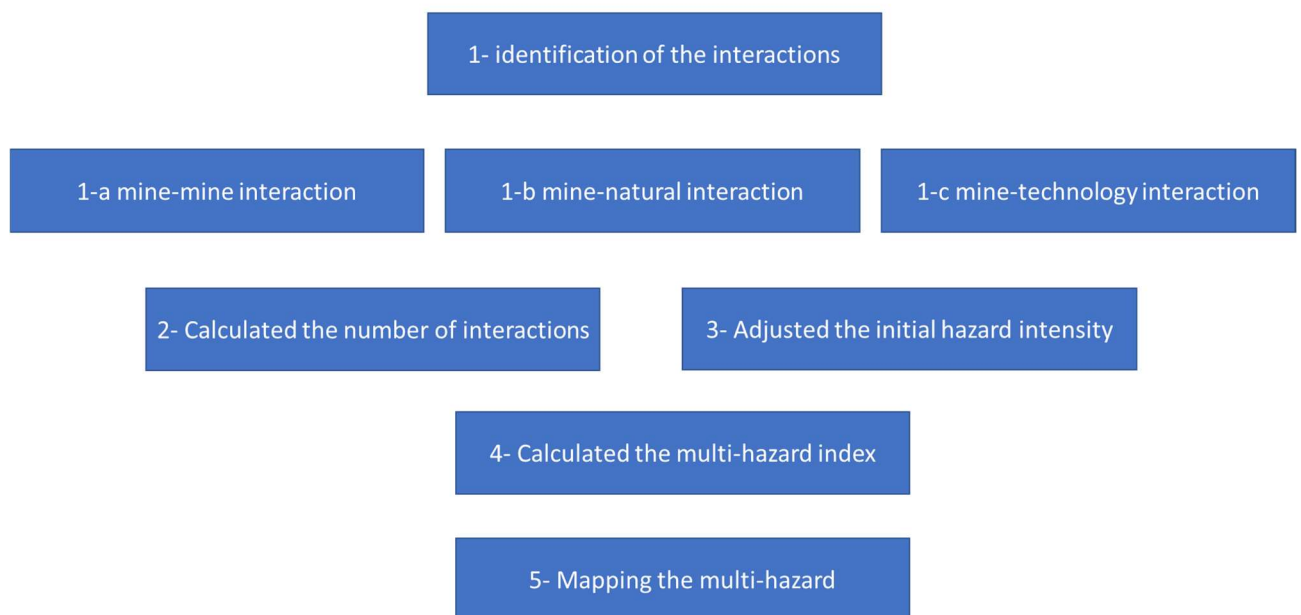 1- identification of the interactions
1-a mine-mine interaction
1-b mine-natural interaction
1-c mine-technology interaction
2- Calculated the number of interactions
3- Adjusted the initial hazard intensity
4- Calculated the multi-hazard index
5- Mapping the multi-hazard